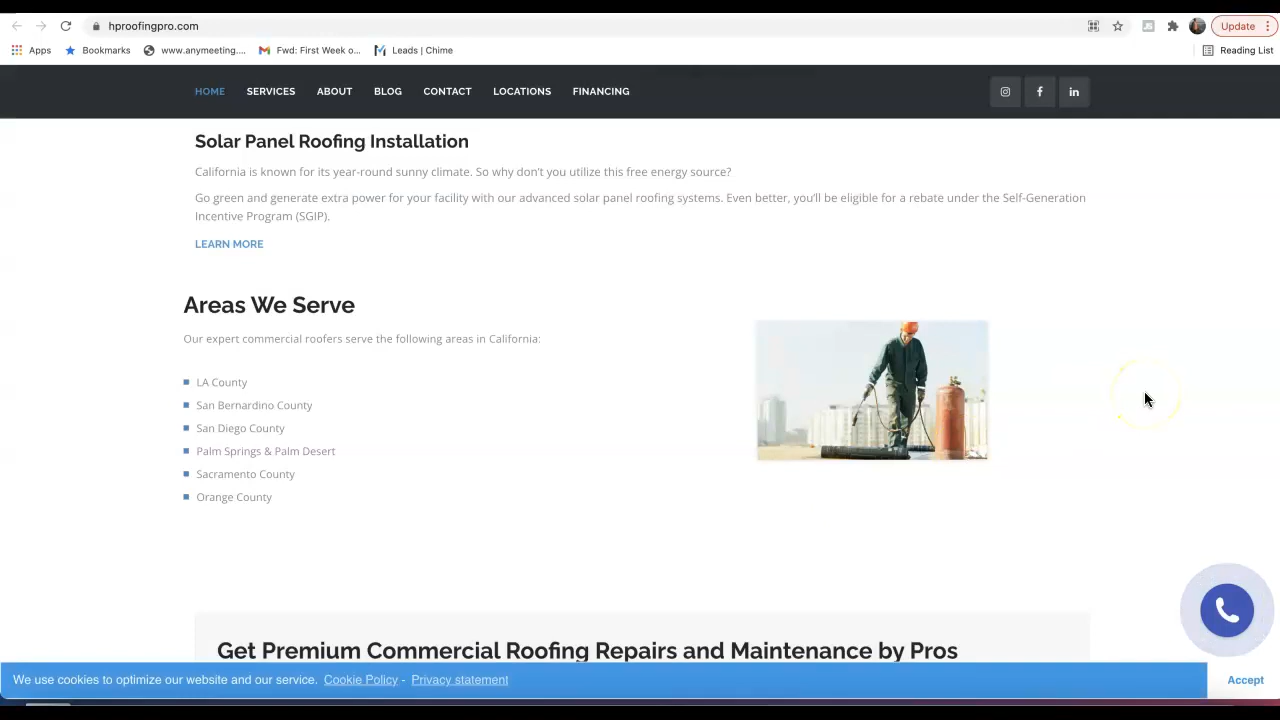 hproofingpro.com
Update
Apps Bookmarks www.anymeeting.... Fwd: First Week o... Leads | Chime Reading List
HOME SERVICES ABOUT BLOG CONTACT LOCATIONS FINANCING
Solar Panel Roofing Installation
California is known for its year-round sunny climate. So why don't you utilize this free energy source?
Go green and generate extra power for your facility with our advanced solar panel roofing systems. Even better, you'll be eligible for a rebate under the Self-Generation
Incentive Program (SGIP).
LEARN MORE
Areas We Serve
Our expert commercial roofers serve the following areas in California:
LA County
San Bernardino County
San Diego County
Palm Springs & Palm Desert
Sacramento County
Orange County
Get Premium Commercial Roofing Repairs and Maintenance by Pros
We use cookies to optimize our website and our service. Cookie Policy - Privacy statement
Accept